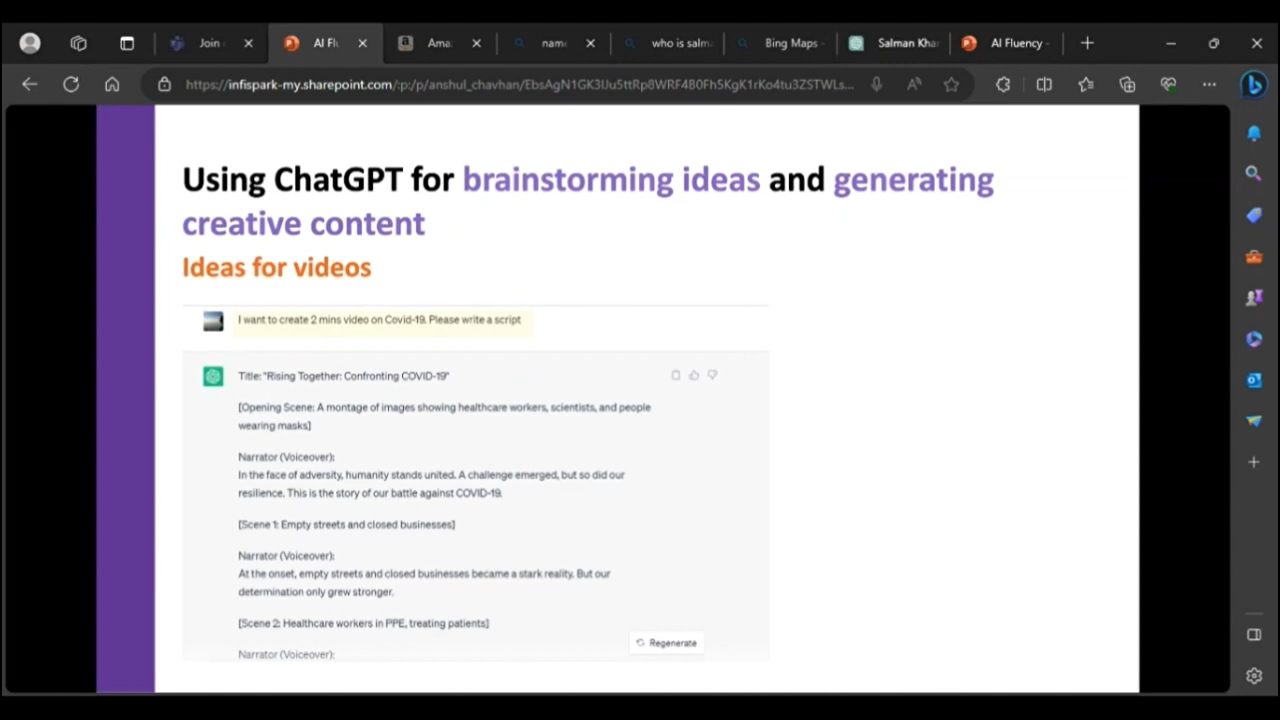 Join
AI Fl
Ama
nam
who is salm
Bing Maps -
Salman Khar
AI Fluency -
https://infispark-my.sharepoint.com/:p:/p/anshul_chavhan/EbsAgN1GK3IJu5ttRp8WRF4B0Fh5KgK1rKo4tu3ZSTWLs...
Using ChatGPT for brainstorming ideas and generating
creative content
Ideas for videos
I want to create 2 mins video on Covid-19. Please write a script
Title: "Rising Together: Confronting COVID-19"
[Opening Scene: A montage of images showing healthcare workers, scientists, and people
wearing masks]
Narrator (Voiceover):
In the face of adversity, humanity stands united. A challenge emerged, but so did our
resilience. This is the story of our battle against COVID-19.
[Scene 1: Empty streets and closed businesses]
Narrator (Voiceover):
At the onset, empty streets and closed businesses became a stark reality. But our
determination only grew stronger.
[Scene 2: Healthcare workers in PPE, treating patients]
Regenerate
Narrator (Voiceover):